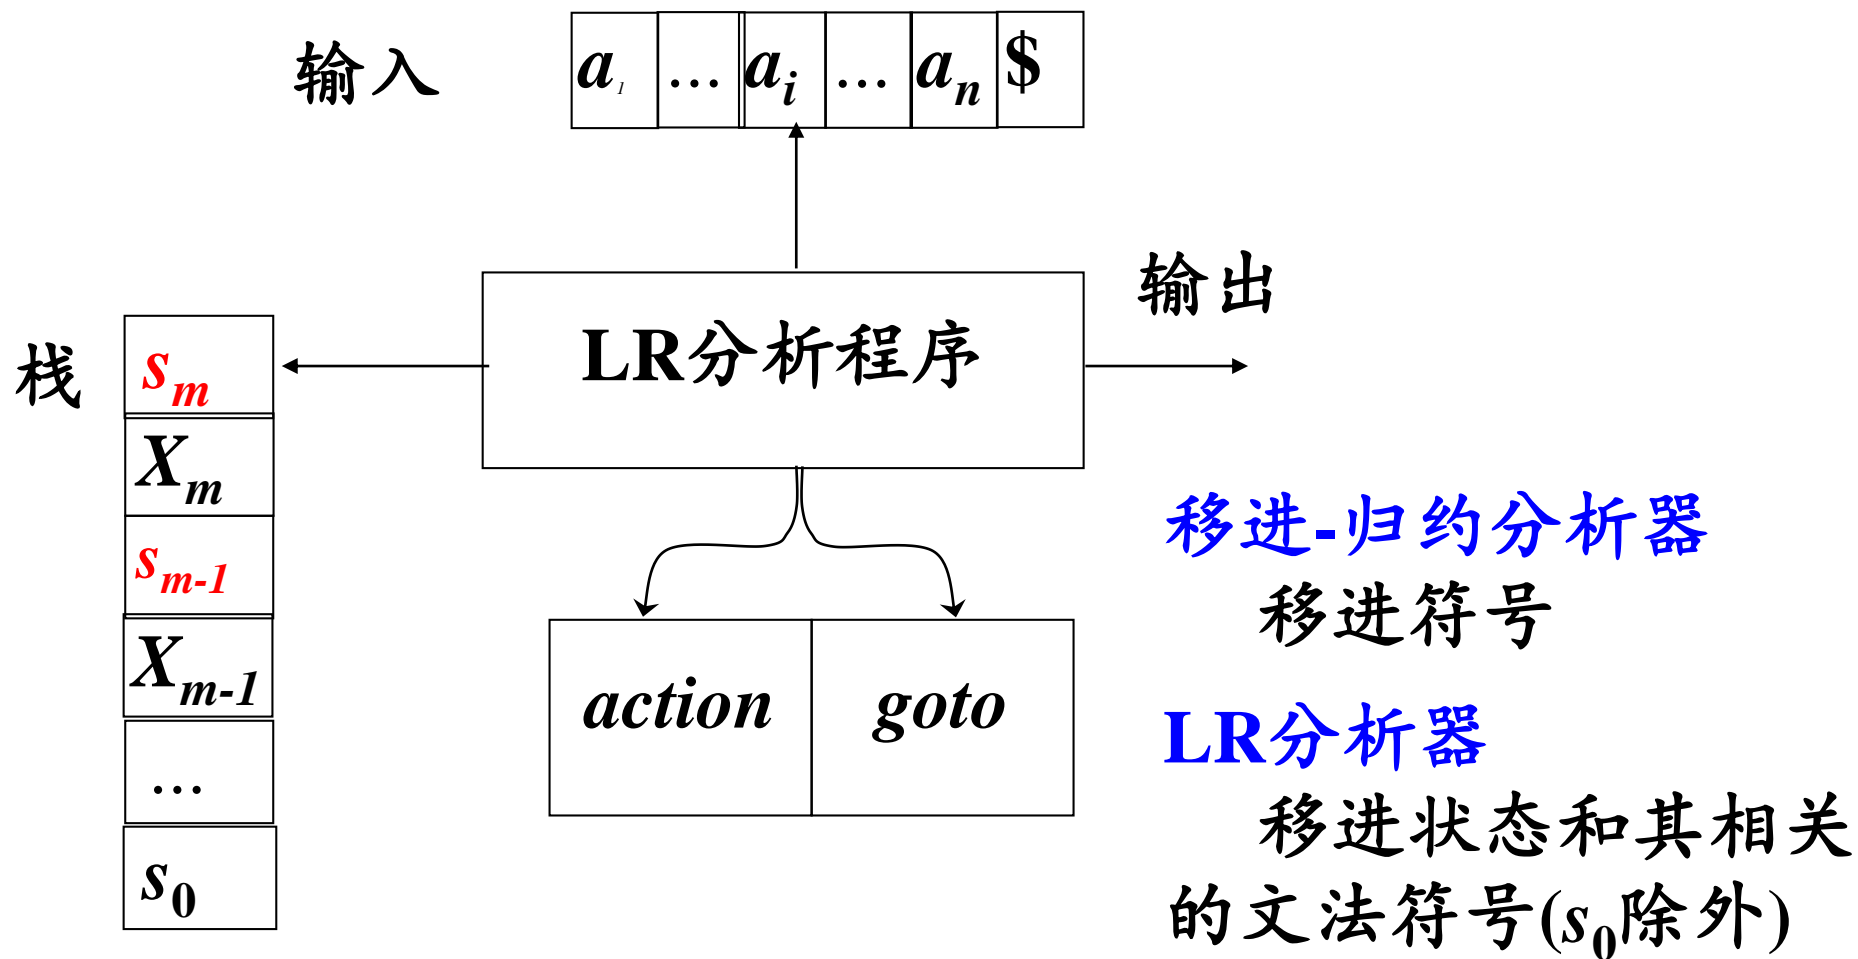 输入 a1 … ai … an $
输出
LR分析程序
栈
sm
Xm
sm-1
Xm-1
…
s0
action goto
移进-归约分析器
移进符号
LR分析器
移进状态和其相关
的文法符号(s0除外)